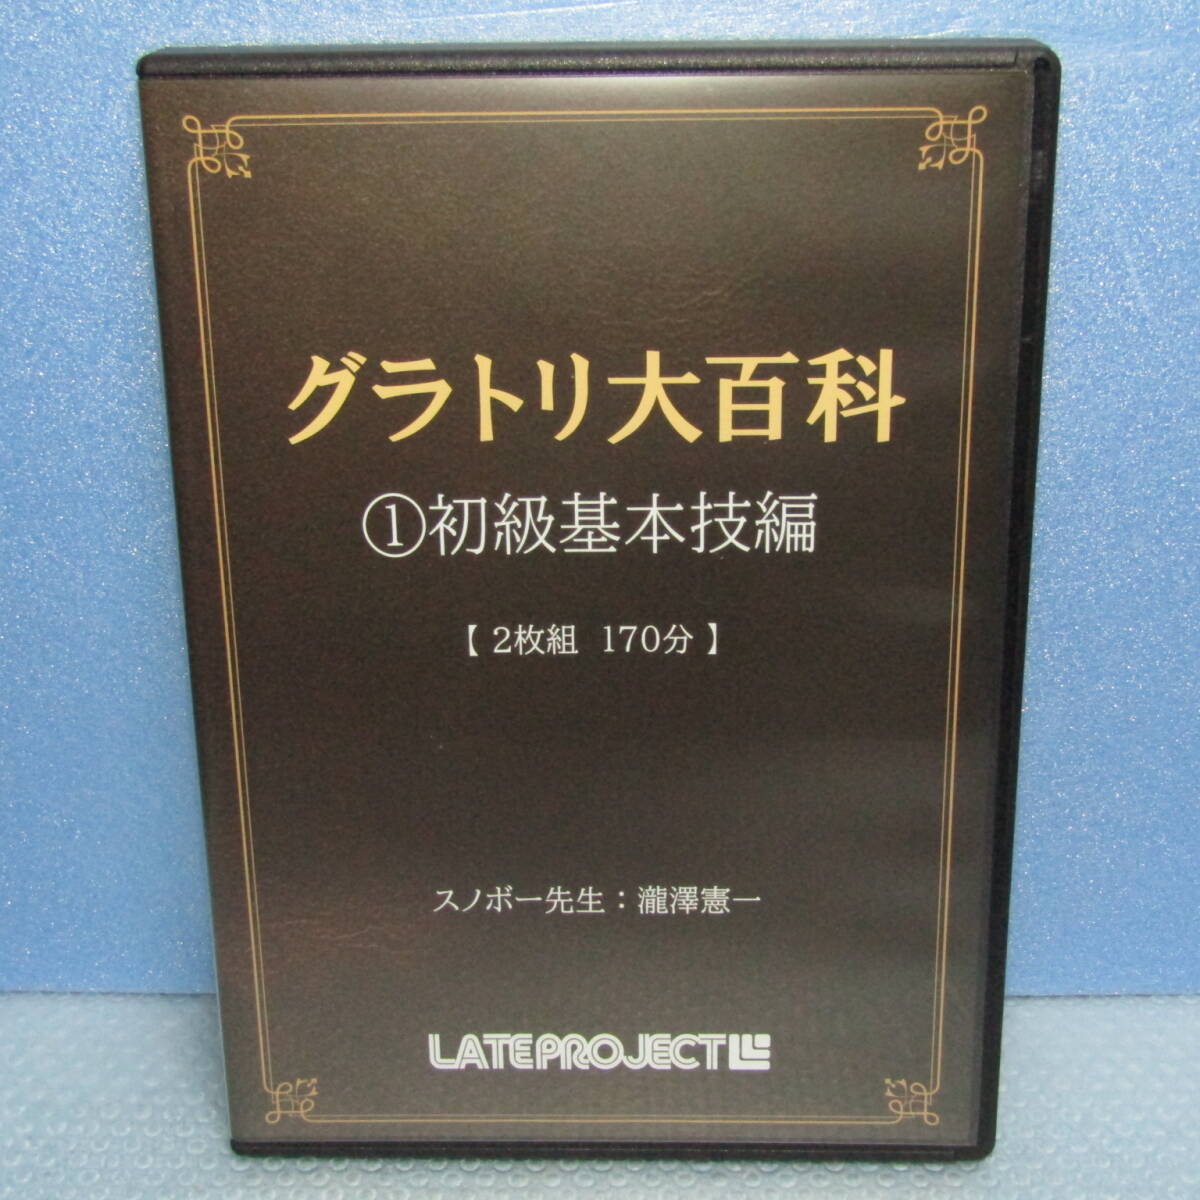 グラトリ大百科
①初級基本技編
【 2枚組 170分 】
スノボー先生：瀧澤憲一
LATEPROJECT